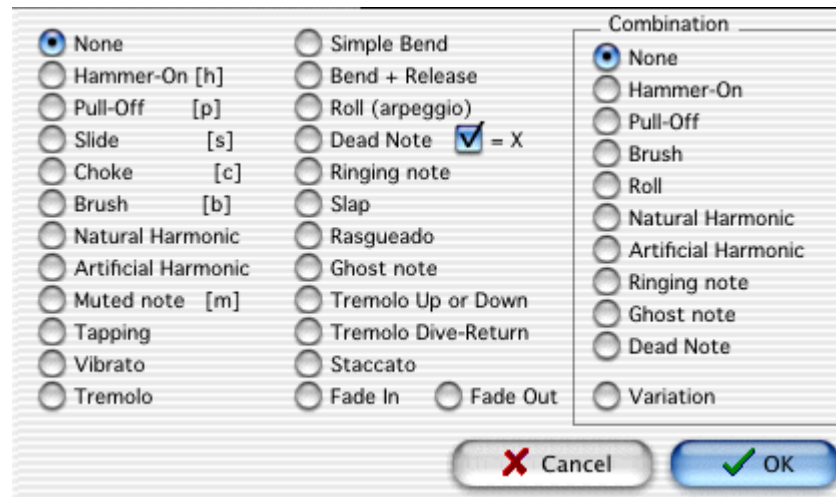 None
Hammer-On [h]
Pull-Off [p]
Slide [s]
Choke [c]
Brush [b]
Natural Harmonic
Artificial Harmonic
Muted note [m]
Tapping
Vibrato
Tremolo
Simple Bend
Bend + Release
Roll (arpeggio)
Dead Note = X
Ringing note
Slap
Rasgueado
Ghost note
Tremolo Up or Down
Tremolo Dive-Return
Staccato
Fade In Fade Out
Combination
None
Hammer-On
Pull-Off
Brush
Roll
Natural Harmonic
Artificial Harmonic
Ringing note
Ghost note
Dead Note
Variation
Cancel
OK